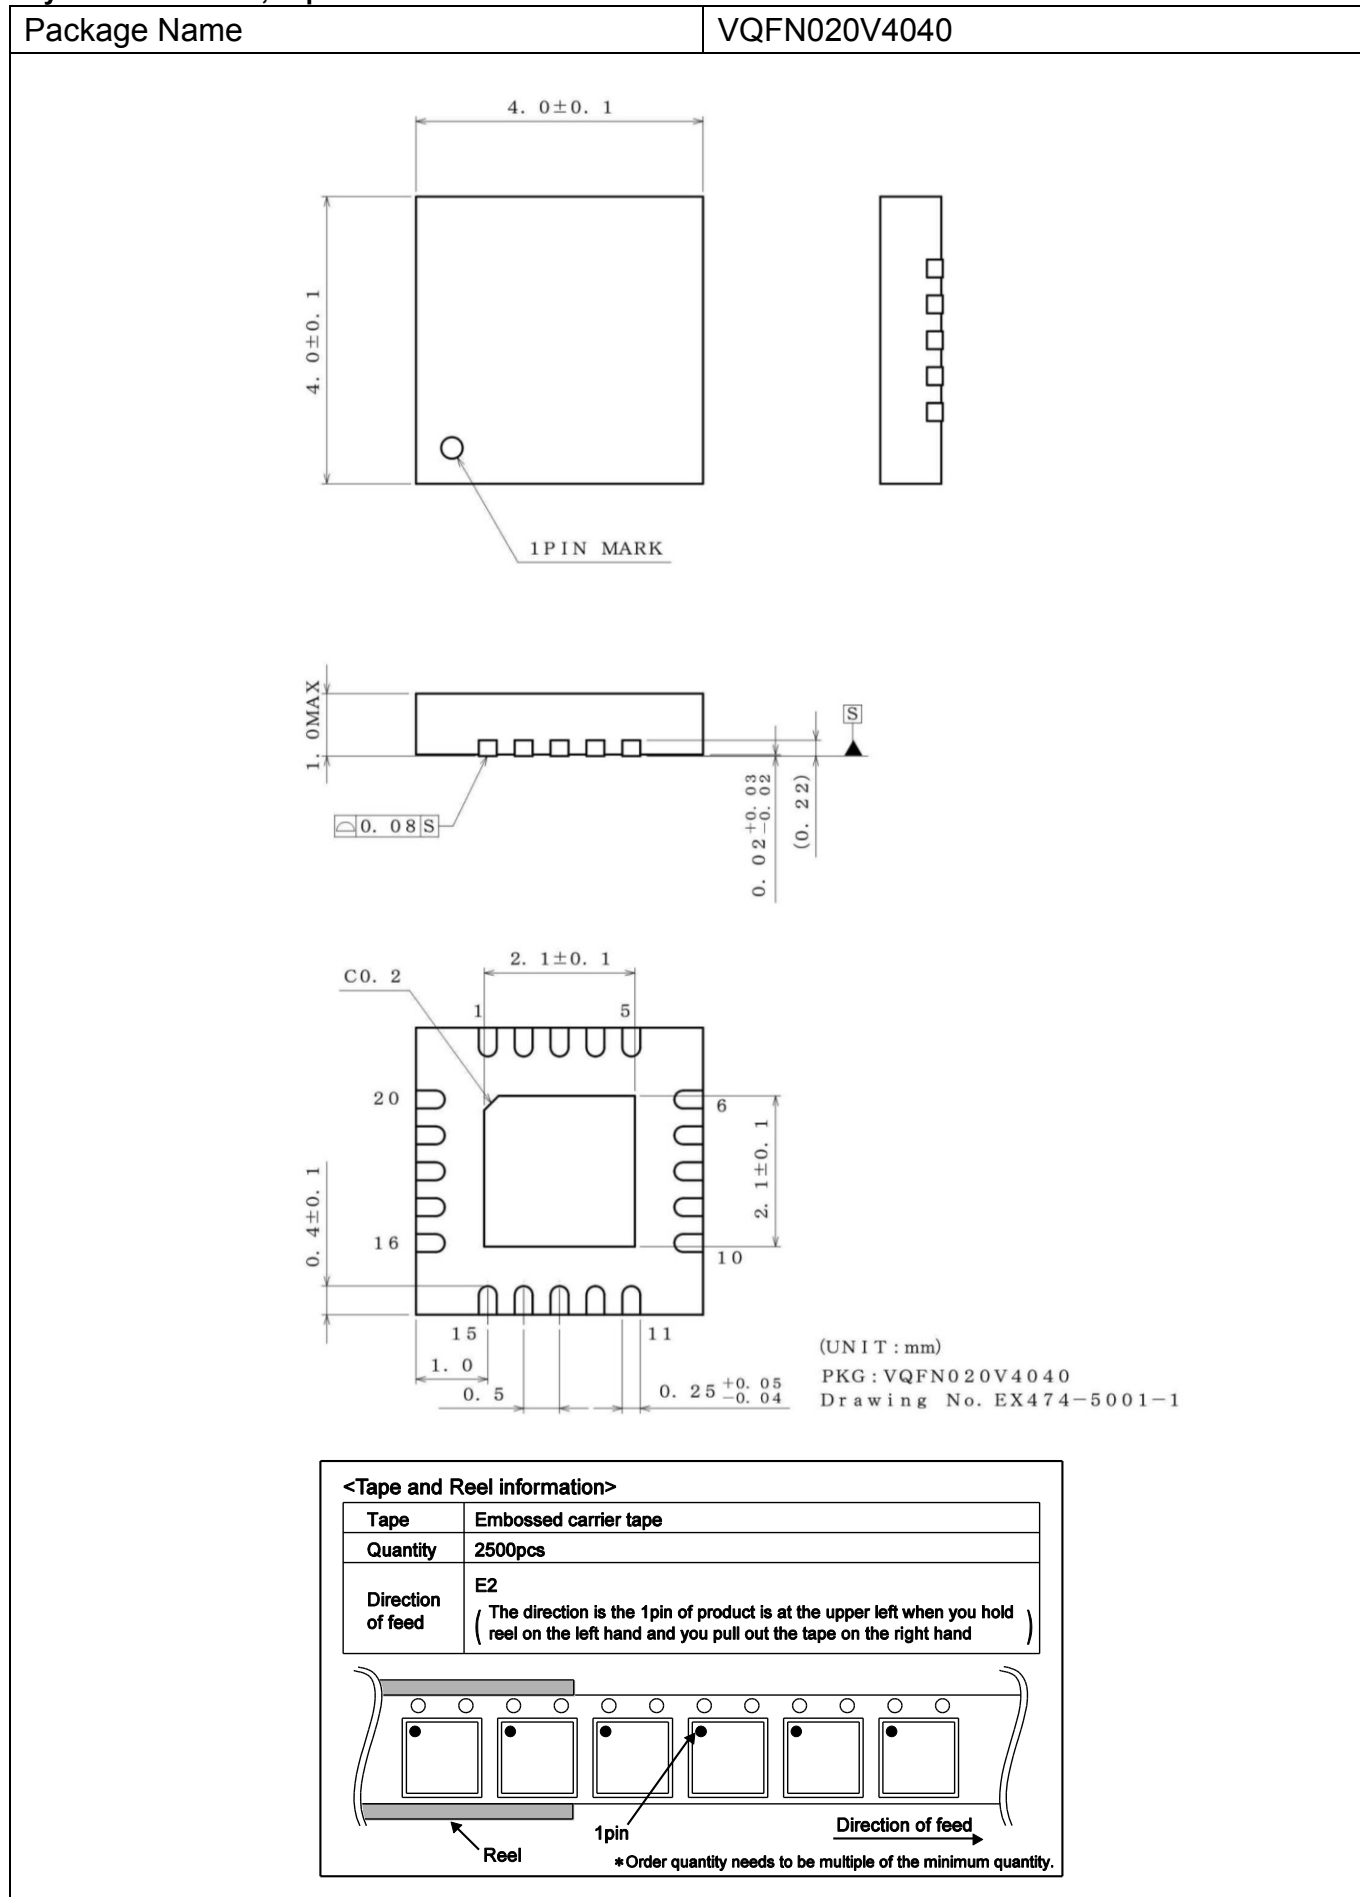 Package Name VQFN020V4040
4. 0±0. 1
4. 0±0. 1
1PIN MARK
1. 0MAX
S
0. 08 S
0. 02 +0. 03 −0. 02
(0. 22)
2. 1±0. 1
C0. 2
1 5
20 6
2. 1±0. 1
0. 4±0. 1
16 10
15 11
1. 0
0. 5
0. 25 +0. 05 −0. 04
(UNIT:mm)
PKG:VQFN020V4040
Drawing No. EX474−5001−1
<Tape and Reel information>
Tape Embossed carrier tape
Quantity 2500pcs
Direction of feed E2
( The direction is the 1pin of product is at the upper left when you hold
reel on the left hand and you pull out the tape on the right hand )
1pin
Direction of feed
Reel
*Order quantity needs to be multiple of the minimum quantity.